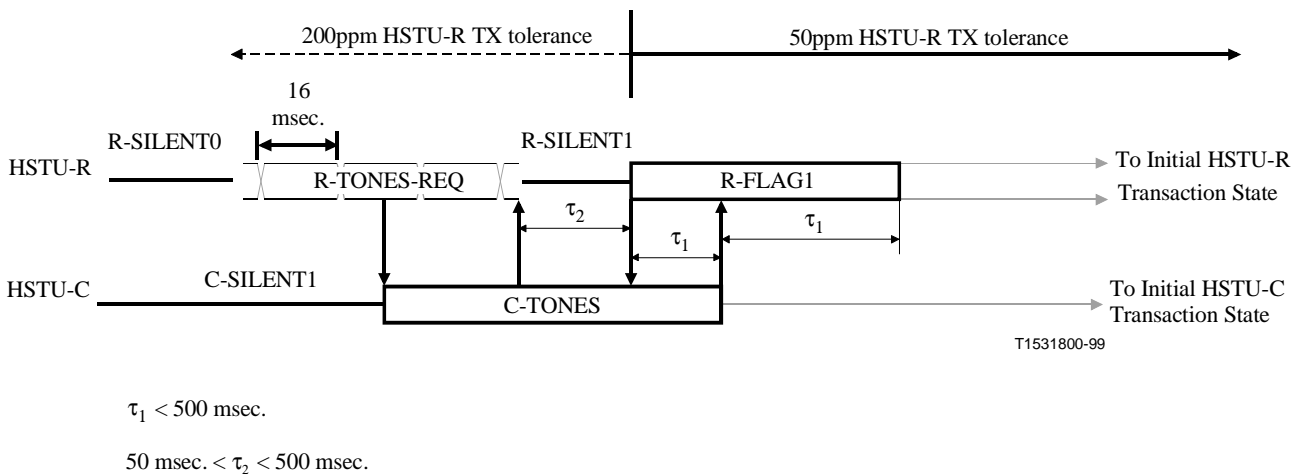 200ppm HSTU-R TX tolerance
50ppm HSTU-R TX tolerance
16
msec.
R-SILENT0
R-SILENT1
HSTU-R
R-TONES-REQ
R-FLAG1
To Initial HSTU-R
Transaction State
τ2
τ1
τ1
C-SILENT1
HSTU-C
C-TONES
To Initial HSTU-C
Transaction State
T1531800-99
τ1 < 500 msec.
50 msec. < τ2 < 500 msec.